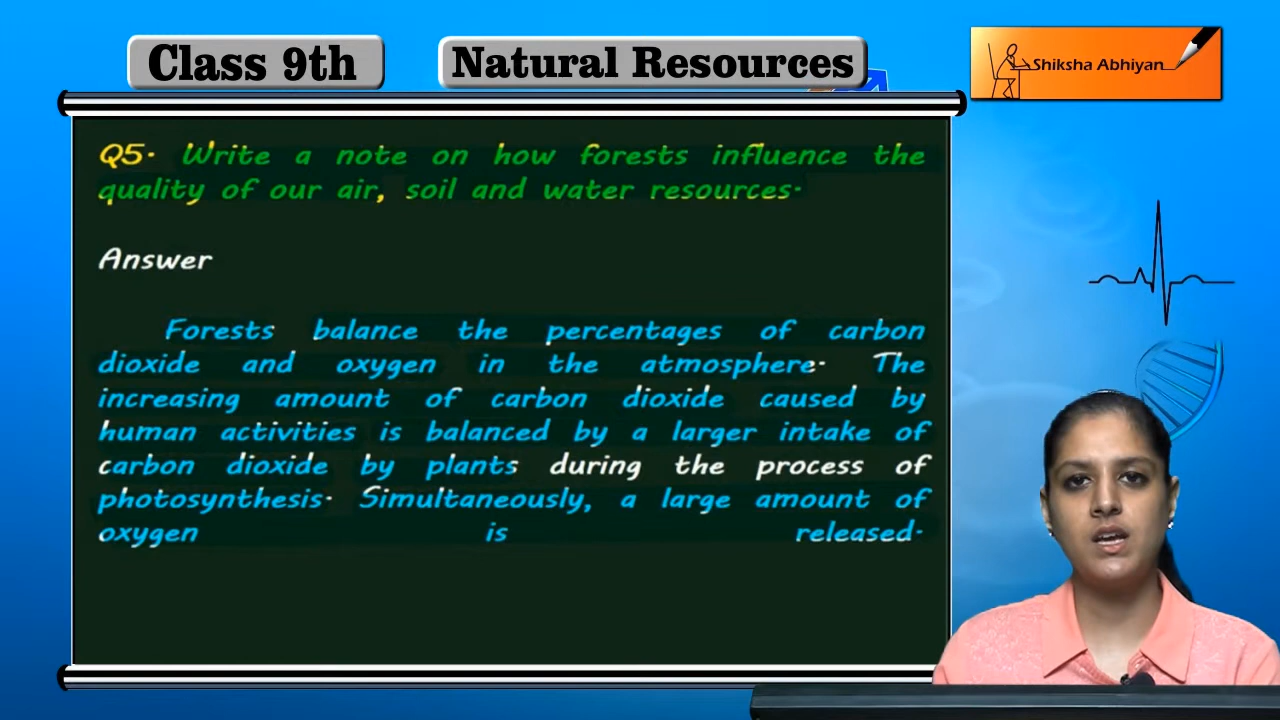 Class 9th
Natural Resources
Shiksha Abhiyan
Q5. Write a note on how forests influence the
quality of our air, soil and water resources.
Answer
Forests balance the percentages of carbon
dioxide and oxygen in the atmosphere. The
increasing amount of carbon dioxide caused by
human activities is balanced by a larger intake of
carbon dioxide by plants during the process of
photosynthesis. Simultaneously, a large amount of
oxygen is released.